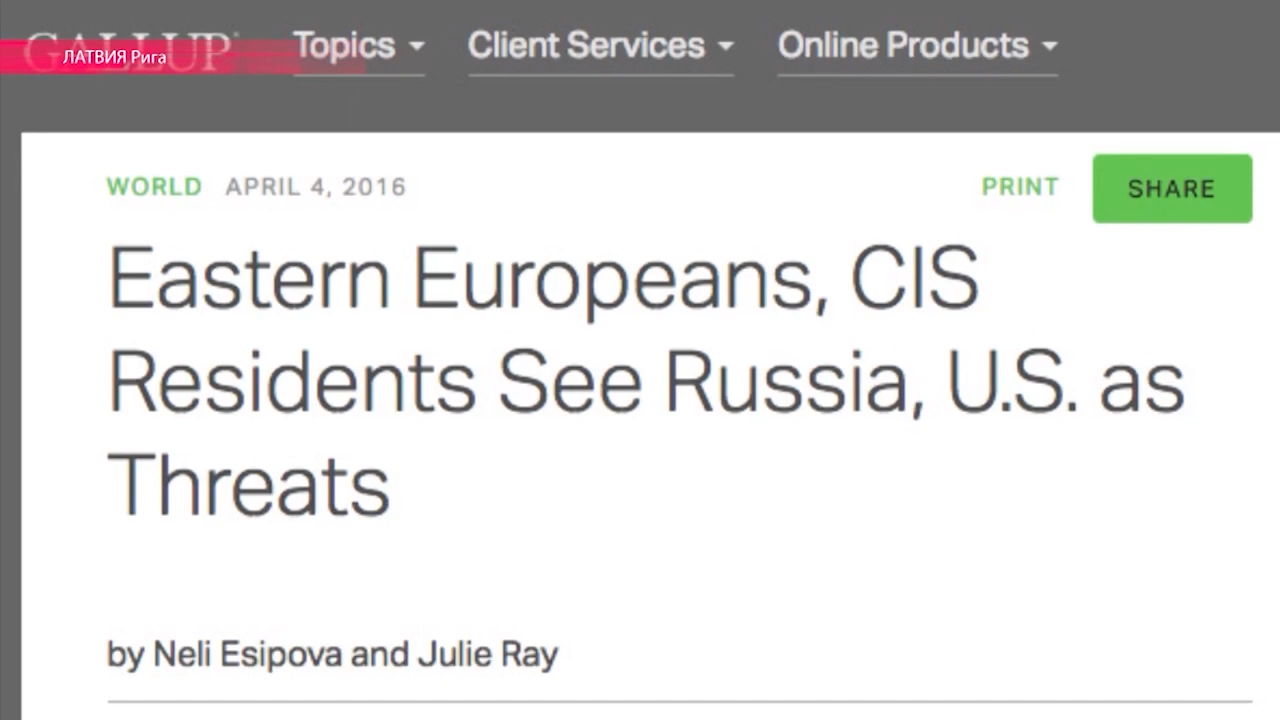 GALLUP
ЛАТВИЯ Рига
Topics Client Services Online Products
WORLD APRIL 4, 2016 PRINT SHARE
Eastern Europeans, CIS
Residents See Russia, U.S. as
Threats
by Neli Esipova and Julie Ray